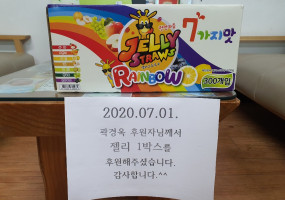 7가지맛
JELLY
STRAWS
RAINBOW
300개입
2020.07.01.
곽경옥 후원자님께서
젤리 1박스를
후원해주셨습니다.
감사합니다.^^